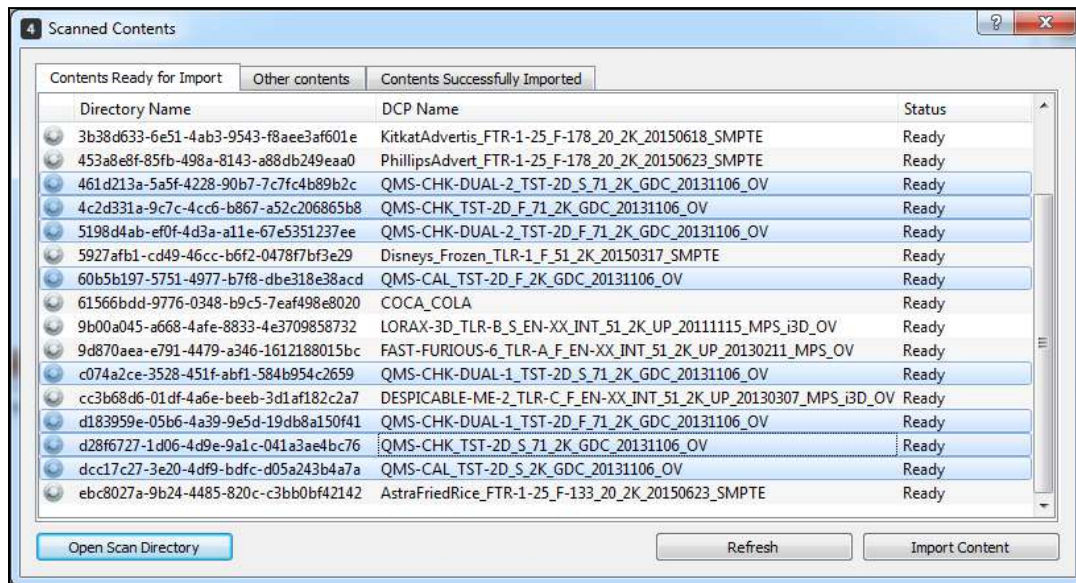 4 Scanned Contents
Contents Ready for Import Other contents Contents Successfully Imported
Directory Name DCP Name Status
3b38d633-6e51-4ab3-9543-f8aee3af601e KitkatAdvertis_FTR-1-25_F-178_20_2K_20150618_SMPTE Ready
453a8e8f-85fb-498a-8143-a88db249eaa0 PhillipsAdvert_FTR-1-25_F-178_20_2K_20150623_SMPTE Ready
461d213a-5a5f-4228-90b7-7c7fc4b89b2c QMS-CHK-DUAL-2_TST-2D_S_71_2K_GDC_20131106_OV Ready
4c2d331a-9c7c-4cc6-b867-a52c206865b8 QMS-CHK_TST-2D_F_71_2K_GDC_20131106_OV Ready
5198d4ab-ef0f-4d3a-a11e-67e5351237ee QMS-CHK-DUAL-2_TST-2D_F_71_2K_GDC_20131106_OV Ready
5927afb1-cd49-46cc-b6f2-0478f7bf3e29 Disneys_Frozen_TLR-1_F_51_2K_20150317_SMPTE Ready
60b5b197-5751-4977-b7f8-dbe318e38acd QMS-CAL_TST-2D_F_2K_GDC_20131106_OV Ready
61566bdd-9776-0348-b9c5-7eaf498e8020 COCA_COLA Ready
9b00a045-a668-4afe-8833-4e3709858732 LORAX-3D_TLR-B_S_EN-XX_INT_51_2K_UP_20111115_MPS_i3D_OV Ready
9d870aea-e791-4479-a346-1612188015bc FAST-FURIOUS-6_TLR-A_F_EN-XX_INT_51_2K_UP_20130211_MPS_OV Ready
c074a2ce-3528-451f-abf1-584b954c2659 QMS-CHK-DUAL-1_TST-2D_S_71_2K_GDC_20131106_OV Ready
cc3b68d6-01df-4a6e-beeb-3d1af182c2a7 DESPICABLE-ME-2_TLR-C_F_EN-XX_INT_51_2K_UP_20130307_MPS_i3D_OV Ready
d183959e-05b6-4a39-9e5d-19db8a150f41 QMS-CHK-DUAL-1_TST-2D_F_71_2K_GDC_20131106_OV Ready
d28f6727-1d06-4d9e-9a1c-041a3ae4bc76 QMS-CHK_TST-2D_S_71_2K_GDC_20131106_OV Ready
dcc17c27-3e20-4df9-bdfc-d05a243b4a7a QMS-CAL_TST-2D_S_2K_GDC_20131106_OV Ready
ebc8027a-9b24-4485-820c-c3bb0bf42142 AstraFriedRice_FTR-1-25_F-133_20_2K_20150623_SMPTE Ready
Open Scan Directory Refresh Import Content